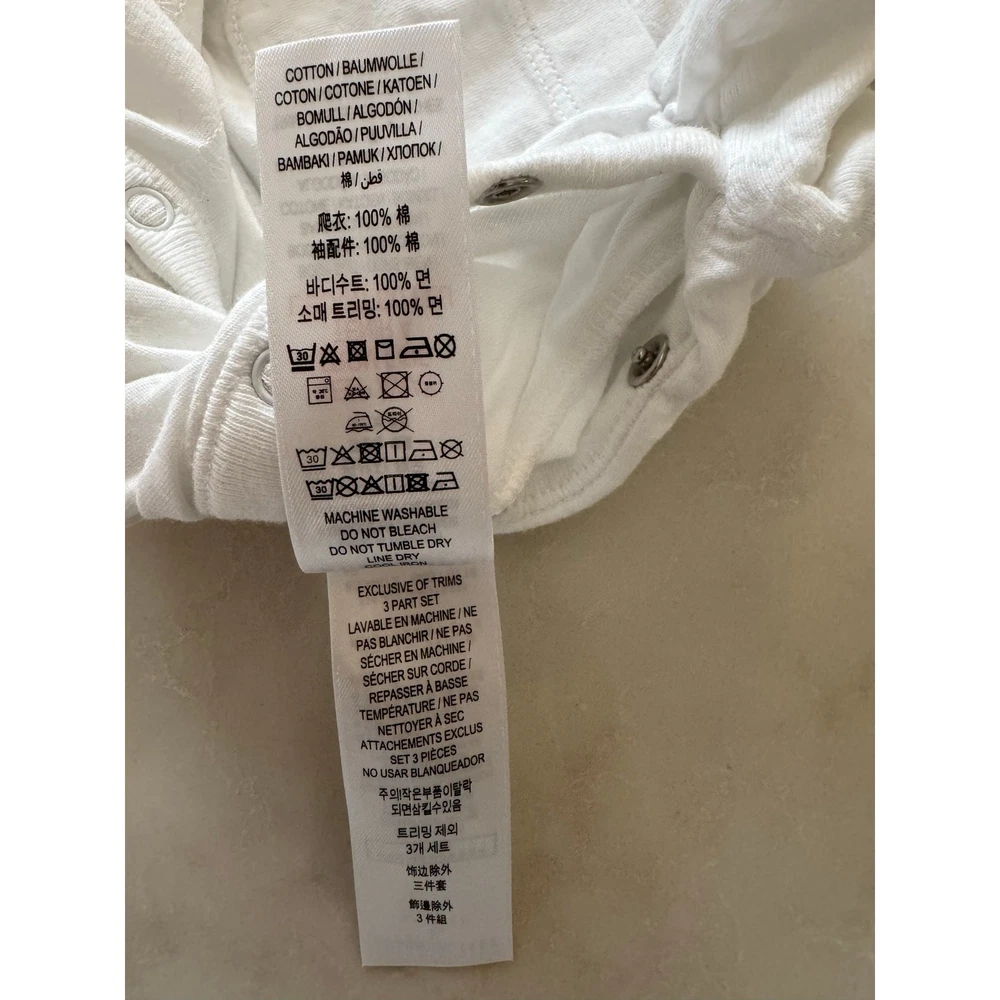 COTTON / BAUMWOLLE /
COTON / COTONE / KATOEN /
BOMULL / ALGODÓN /
ALGODÃO / PUUVILLA /
BAMBAKI / PAMUK / ХЛОПОК /
棉 / قطن
爬衣: 100% 棉
袖配件: 100% 棉
바디수트: 100% 면
소매 트리밍: 100% 면
30
30
30
MACHINE WASHABLE
DO NOT BLEACH
DO NOT TUMBLE DRY
LINE DRY
COOL IRON
EXCLUSIVE OF TRIMS
3 PART SET
LAVABLE EN MACHINE / NE
PAS BLANCHIR / NE PAS
SÉCHER EN MACHINE /
SÉCHER SUR CORDE /
REPASSER À BASSE
TEMPÉRATURE / NE PAS
NETTOYER À SEC
ATTACHEMENTS EXCLUS
SET 3 PIÈCES
NO USAR BLANQUEADOR
주의!작은부품이탈락
되면삼킬수있음
트리밍 제외
3개 세트
饰边除外
三件套
飾邊除外
3 件組